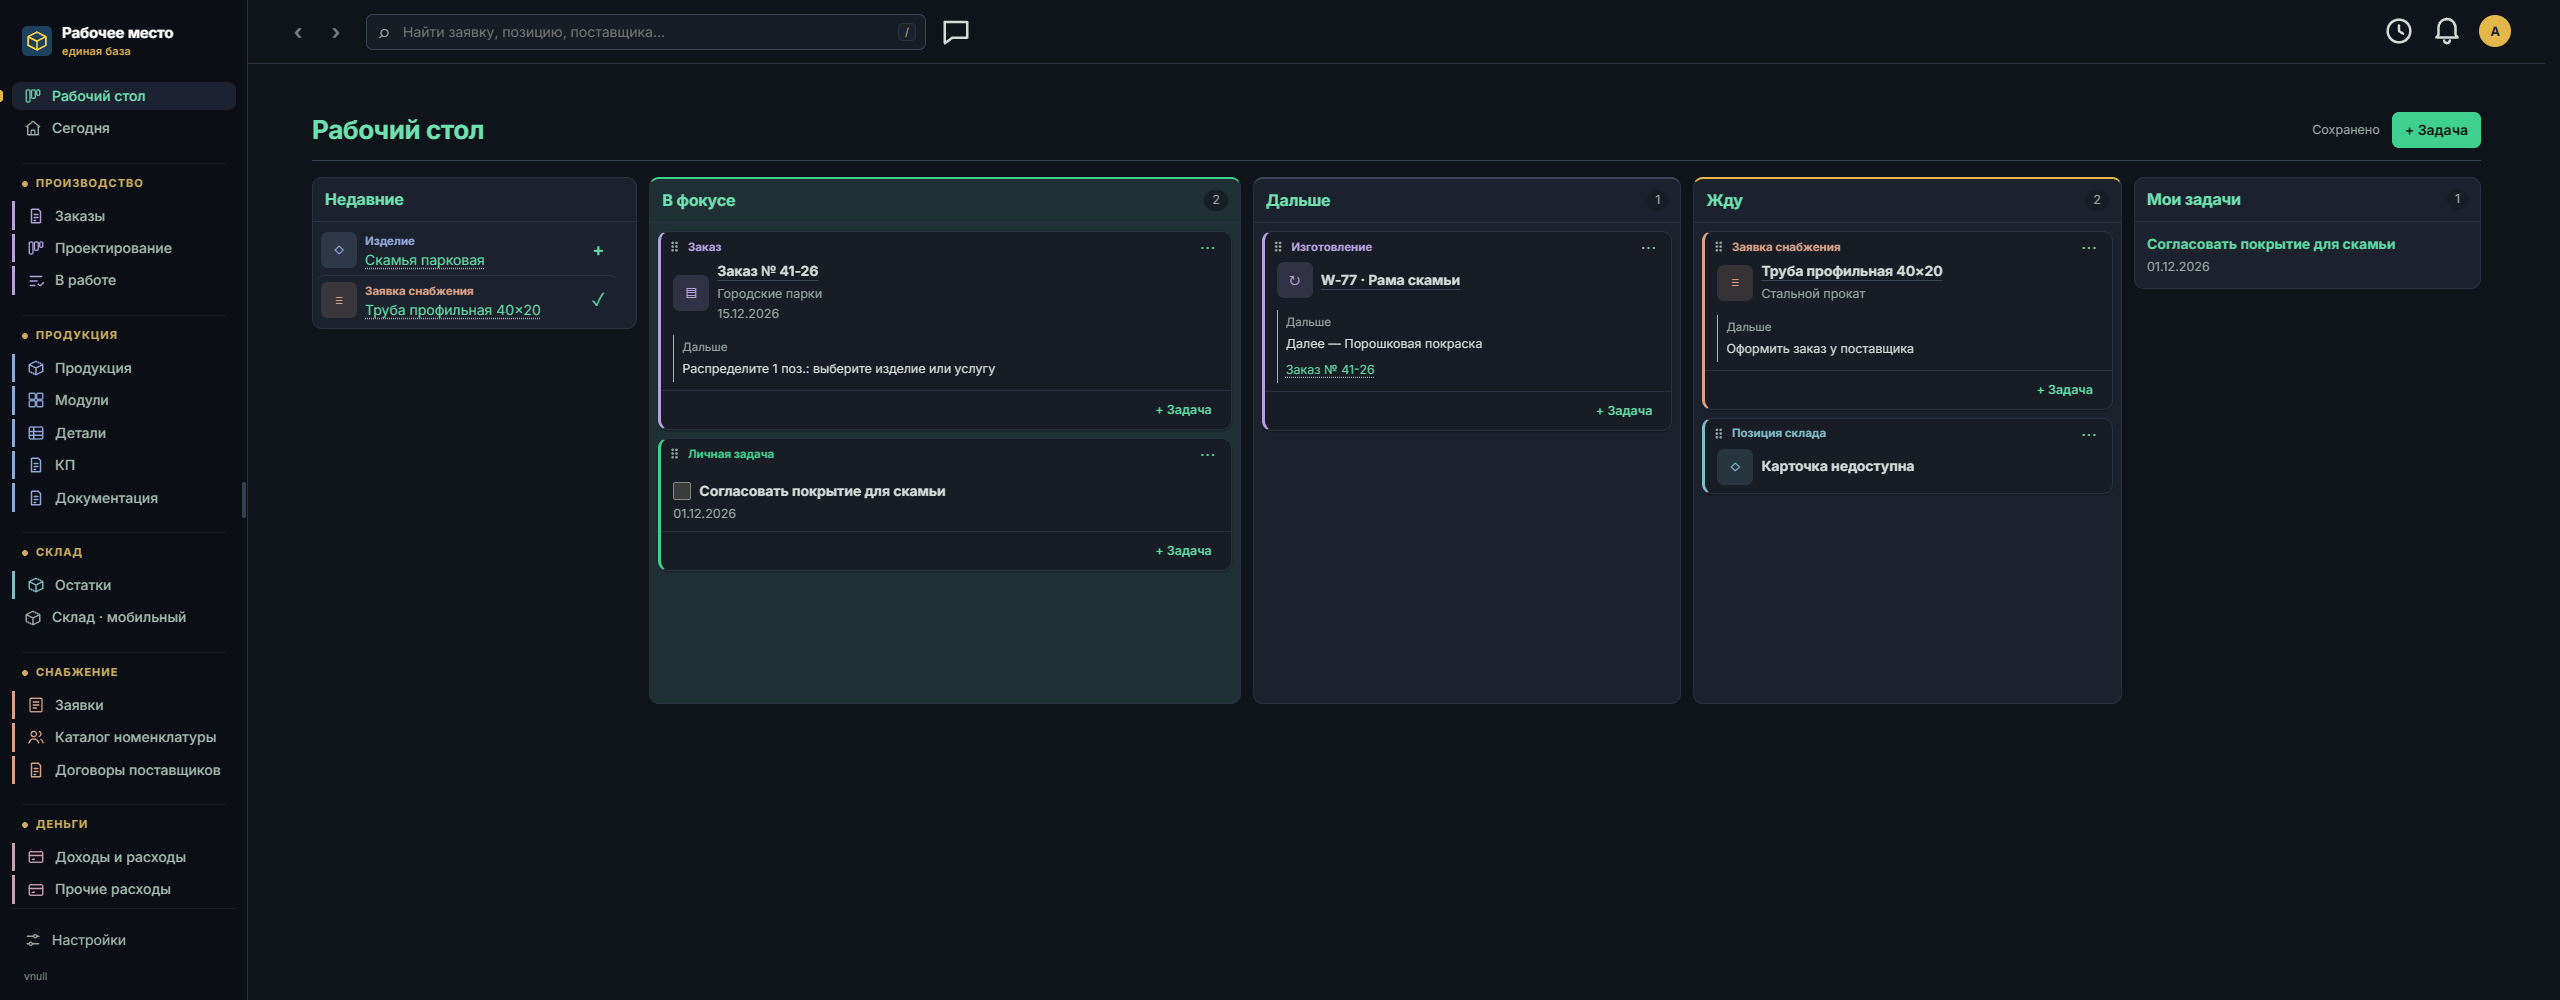 Рабочее место
единая база
Рабочий стол
Сегодня
ПРОИЗВОДСТВО
Заказы
Проектирование
В работе
ПРОДУКЦИЯ
Продукция
Модули
Детали
КП
Документация
СКЛАД
Остатки
Склад · мобильный
СНАБЖЕНИЕ
Заявки
Каталог номенклатуры
Договоры поставщиков
ДЕНЬГИ
Доходы и расходы
Прочие расходы
Настройки
vnull
Найти заявку, позицию, поставщика...
/
A
Рабочий стол
Сохранено
+ Задача
Недавние
Изделие
Скамья парковая
+
Заявка снабжения
Труба профильная 40×20
✓
В фокусе
2
Заказ
Заказ № 41-26
Городские парки
15.12.2026
Дальше
Распределите 1 поз.: выберите изделие или услугу
+ Задача
Личная задача
Согласовать покрытие для скамьи
01.12.2026
+ Задача
Дальше
1
Изготовление
W-77 · Рама скамьи
Дальше
Далее — Порошковая покраска
Заказ № 41-26
+ Задача
Жду
2
Заявка снабжения
Труба профильная 40×20
Стальной прокат
Дальше
Оформить заказ у поставщика
+ Задача
Позиция склада
Карточка недоступна
Мои задачи
1
Согласовать покрытие для скамьи
01.12.2026